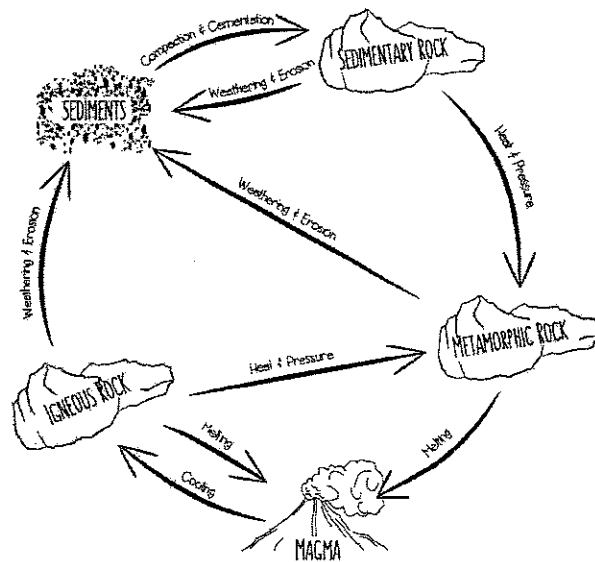 Compaction & Cementation
SEDIMENTARY ROCK
Weathering & Erosion
SEDIMENTS
Heat & Pressure
Weathering & Erosion
Weathering & Erosion
METAMORPHIC ROCK
Heat & Pressure
IGNEOUS ROCK
Melting
Melting
Cooling
MAGMA